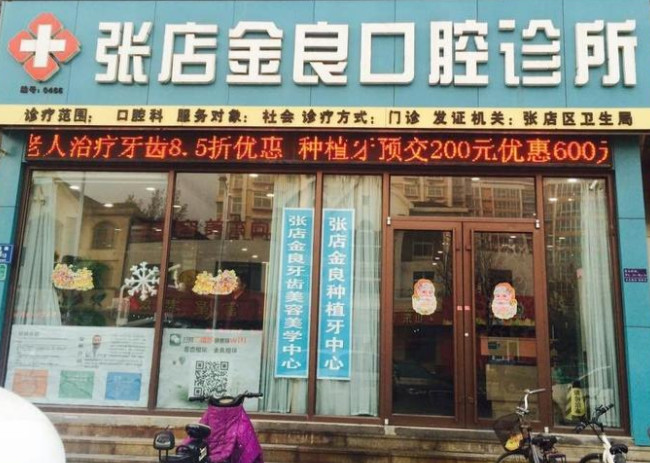 张店金良口腔诊所
编号：0466
诊疗范围： 口腔科 服务对象： 社会 诊疗方式： 门诊 发证机关： 张店区卫生局
老人治疗牙齿8.5折优惠 种植牙预交200元优惠600元
张店金良牙齿美容美学中心
张店金良种植牙中心